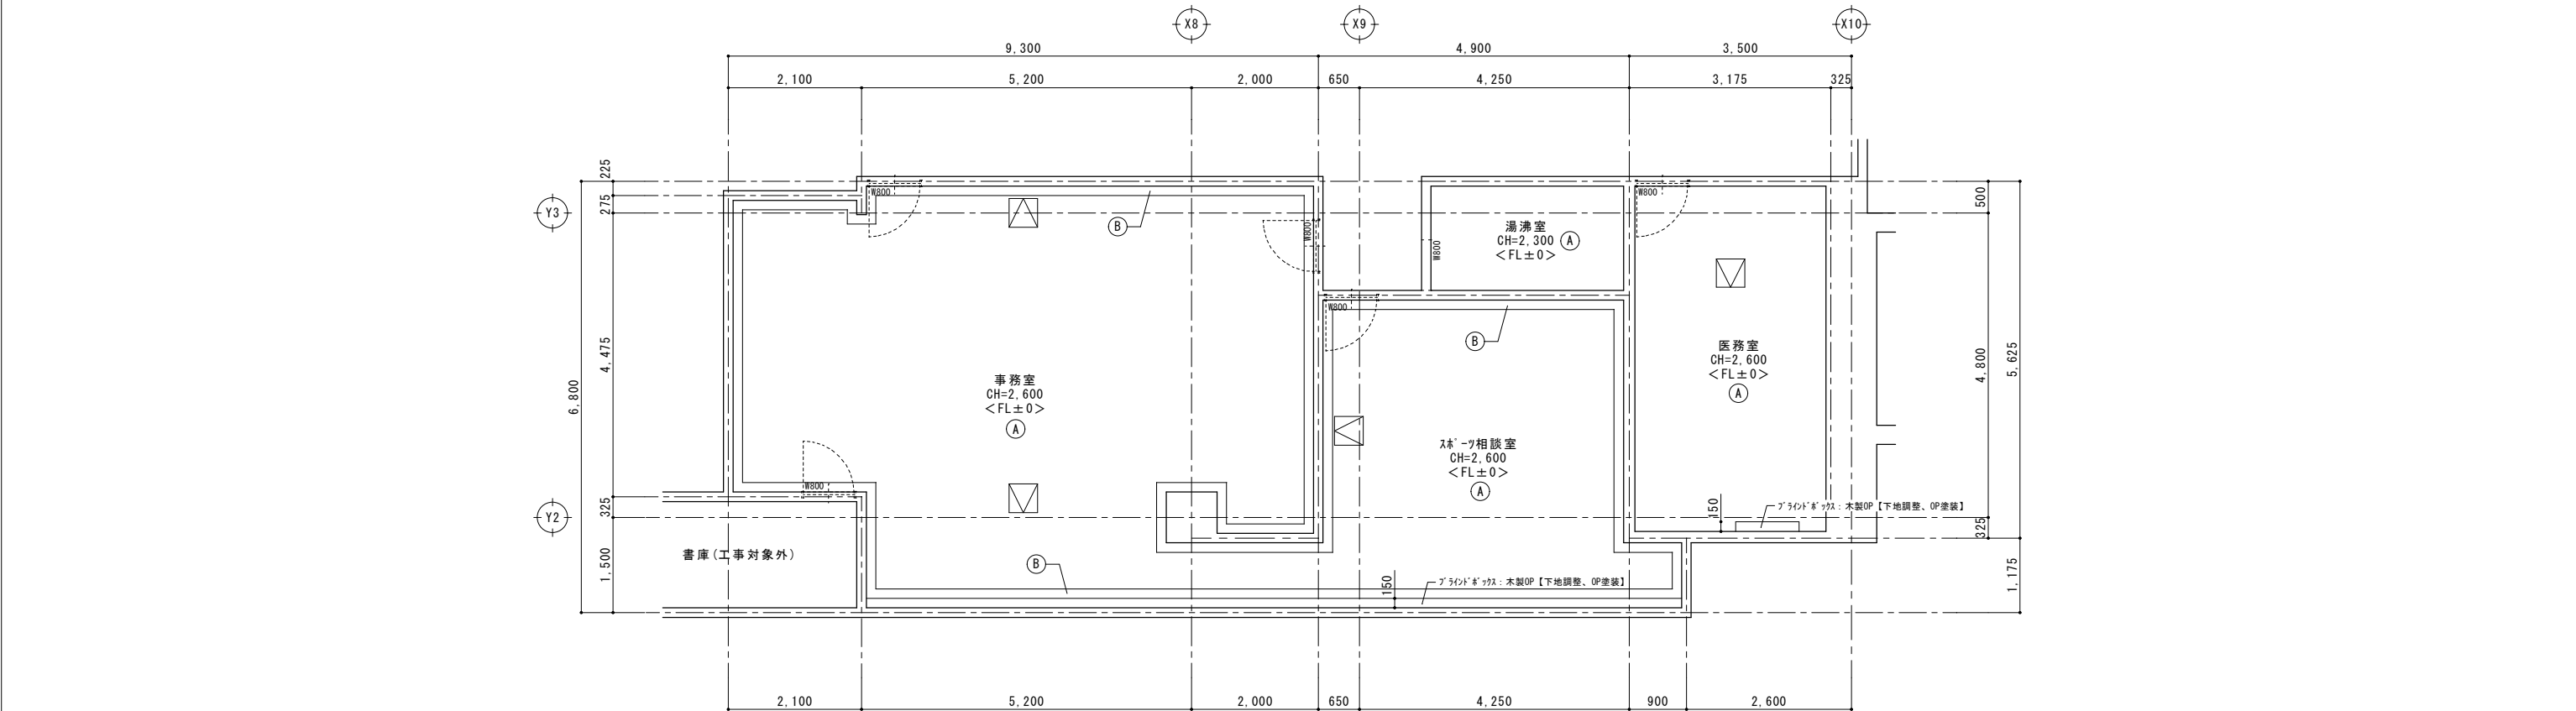 X8
X9
X10
9,300
4,900
3,500
2,100
5,200
2,000
650
4,250
3,175
325
225
275
4,475
325
1,500
6,800
Y3
Y2
500
4,800
325
5,625
1,175
W800
W800
W800
W800
W800
W800
B
湯沸室
CH=2,300
A
<FL±0>
B
事務室
CH=2,600
<FL±0>
A
医務室
CH=2,600
<FL±0>
A
スポーツ相談室
CH=2,600
<FL±0>
A
150
ブラインドボックス：木製OP【下地調整、OP塗装】
書庫(工事対象外)
B
150
ブラインドボックス：木製OP【下地調整、OP塗装】
2,100
5,200
2,000
650
4,250
900
2,600